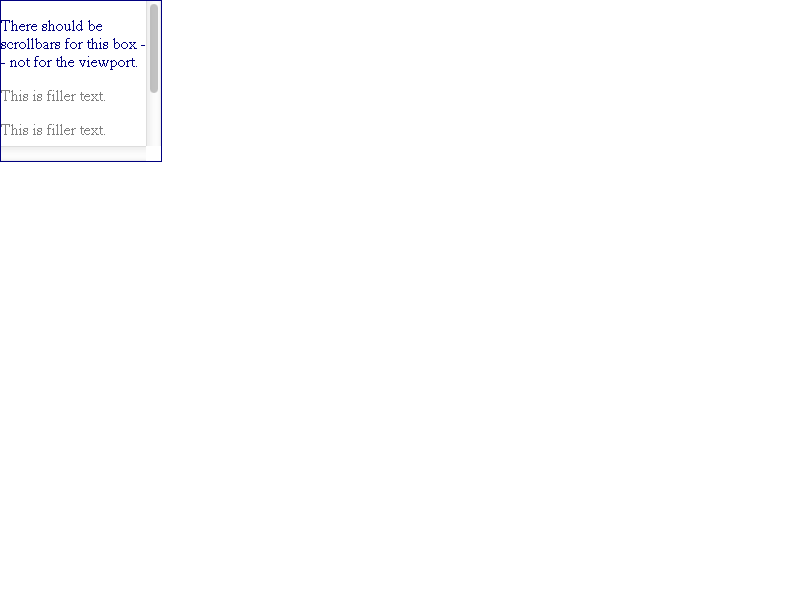 There should be
scrollbars for this box -
- not for the viewport.
This is filler text.
This is filler text.